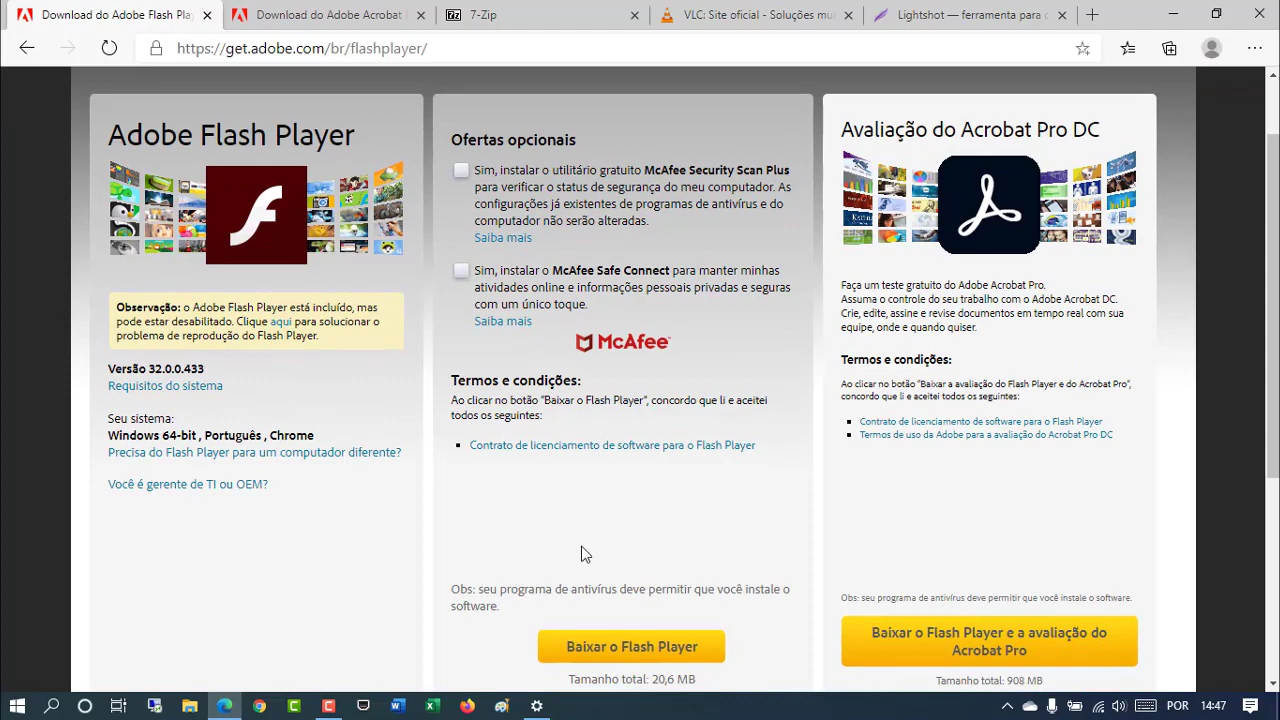 Download do Adobe Flash Pla
Download do Adobe Acrobat
7-Zip
VLC: Site oficial - Soluções mu
Lightshot — ferramenta para c
https://get.adobe.com/br/flashplayer/
Adobe Flash Player
Observação: o Adobe Flash Player está incluído, mas
pode estar desabilitado. Clique aqui para solucionar o
problema de reprodução do Flash Player.
Versão 32.0.0.433
Requisitos do sistema
Seu sistema:
Windows 64-bit , Português , Chrome
Precisa do Flash Player para um computador diferente?
Você é gerente de TI ou OEM?
Ofertas opcionais
Sim, instalar o utilitário gratuito McAfee Security Scan Plus
para verificar o status de segurança do meu computador. As
configurações já existentes de programas de antivírus e do
computador não serão alteradas.
Saiba mais
Sim, instalar o McAfee Safe Connect para manter minhas
atividades online e informações pessoais privadas e seguras
com um único toque.
Saiba mais
McAfee™
Termos e condições:
Ao clicar no botão “Baixar o Flash Player”, concordo que li e aceitei
todos os seguintes:
Contrato de licenciamento de software para o Flash Player
Obs: seu programa de antivírus deve permitir que você instale o
software.
Baixar o Flash Player
Tamanho total: 20,6 MB
Avaliação do Acrobat Pro DC
Faça um teste gratuito do Adobe Acrobat Pro.
Assuma o controle do seu trabalho com o Adobe Acrobat DC.
Crie, edite, assine e revise documentos em tempo real com sua
equipe, onde e quando quiser.
Termos e condições:
Ao clicar no botão “Baixar a avaliação do Flash Player e do Acrobat Pro”,
concordo que li e aceitei todos os seguintes:
Contrato de licenciamento de software para o Flash Player
Termos de uso da Adobe para a avaliação do Acrobat Pro DC
Obs: seu programa de antivírus deve permitir que você instale o software.
Baixar o Flash Player e a avaliação do
Acrobat Pro
Tamanho total: 908 MB
POR
14:47